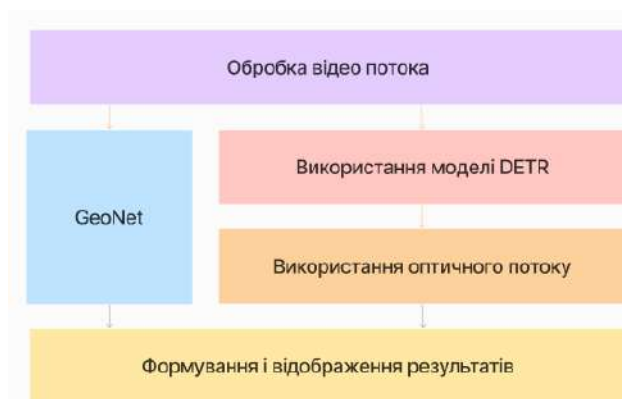 Обробка відео потока
Використання моделі DETR
GeoNet
Використання оптичного потоку
Формування і відображення результатів